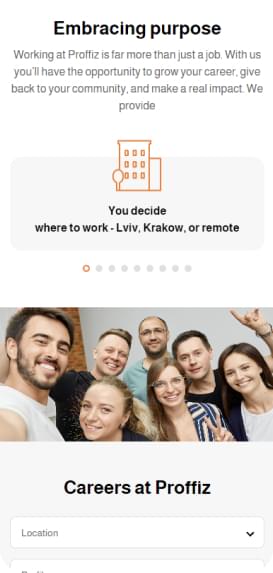 Embracing purpose
Working at Proffiz is far more than just a job. With us
you'll have the opportunity to grow your career, give
back to your community, and make a real impact. We
provide
You decide
where to work - Lviv, Krakow, or remote
Careers at Proffiz
Location